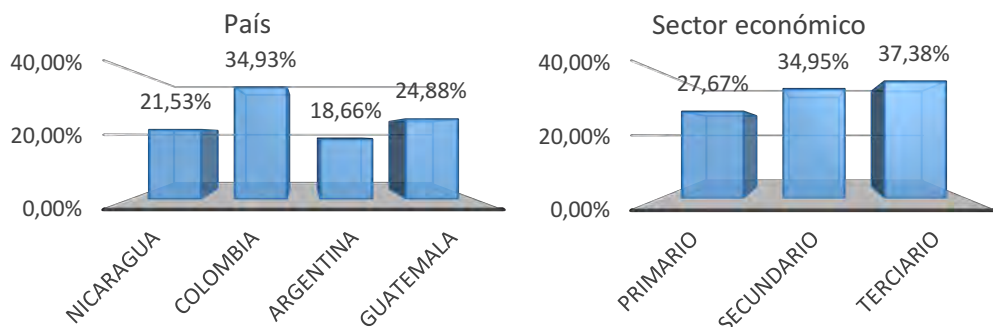 País
40,00%
20,00%
0,00%
21,53%
34,93%
18,66%
24,88%
NICARAGUA
COLOMBIA
ARGENTINA
GUATEMALA
Sector económico
40,00%
20,00%
0,00%
27,67%
34,95%
37,38%
PRIMARIO
SECUNDARIO
TERCIARIO